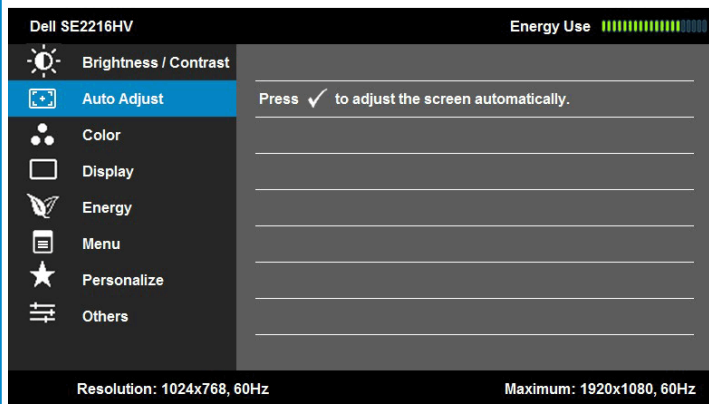 Dell SE2216HV Energy Use
Brightness / Contrast
Auto Adjust Press ✓ to adjust the screen automatically.
Color
Display
Energy
Menu
Personalize
Others
Resolution: 1024x768, 60Hz Maximum: 1920x1080, 60Hz